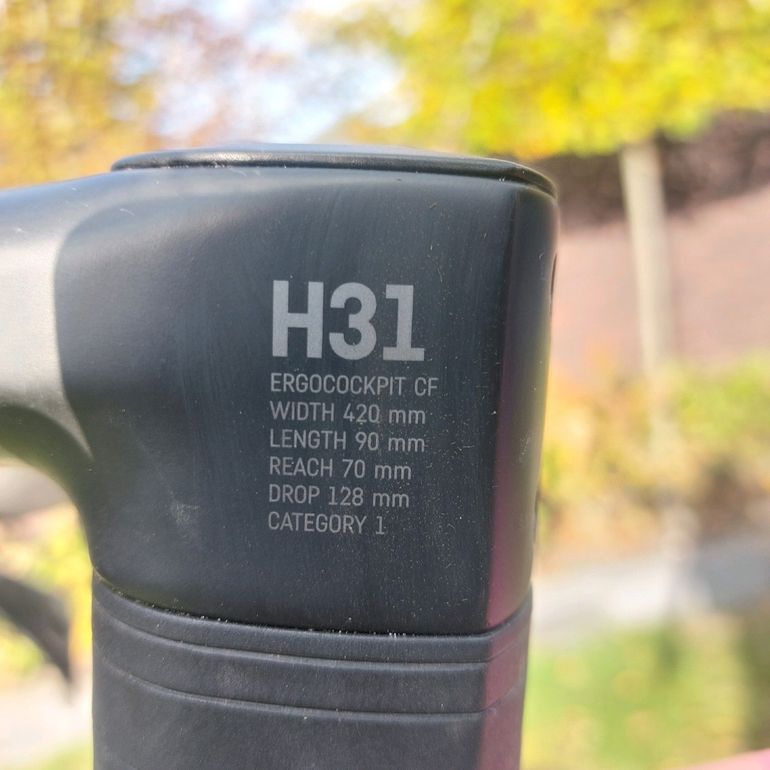 H31
ERGOCOCKPIT CF
WIDTH 420 mm
LENGTH 90 mm
REACH 70 mm
DROP 128 mm
CATEGORY 1